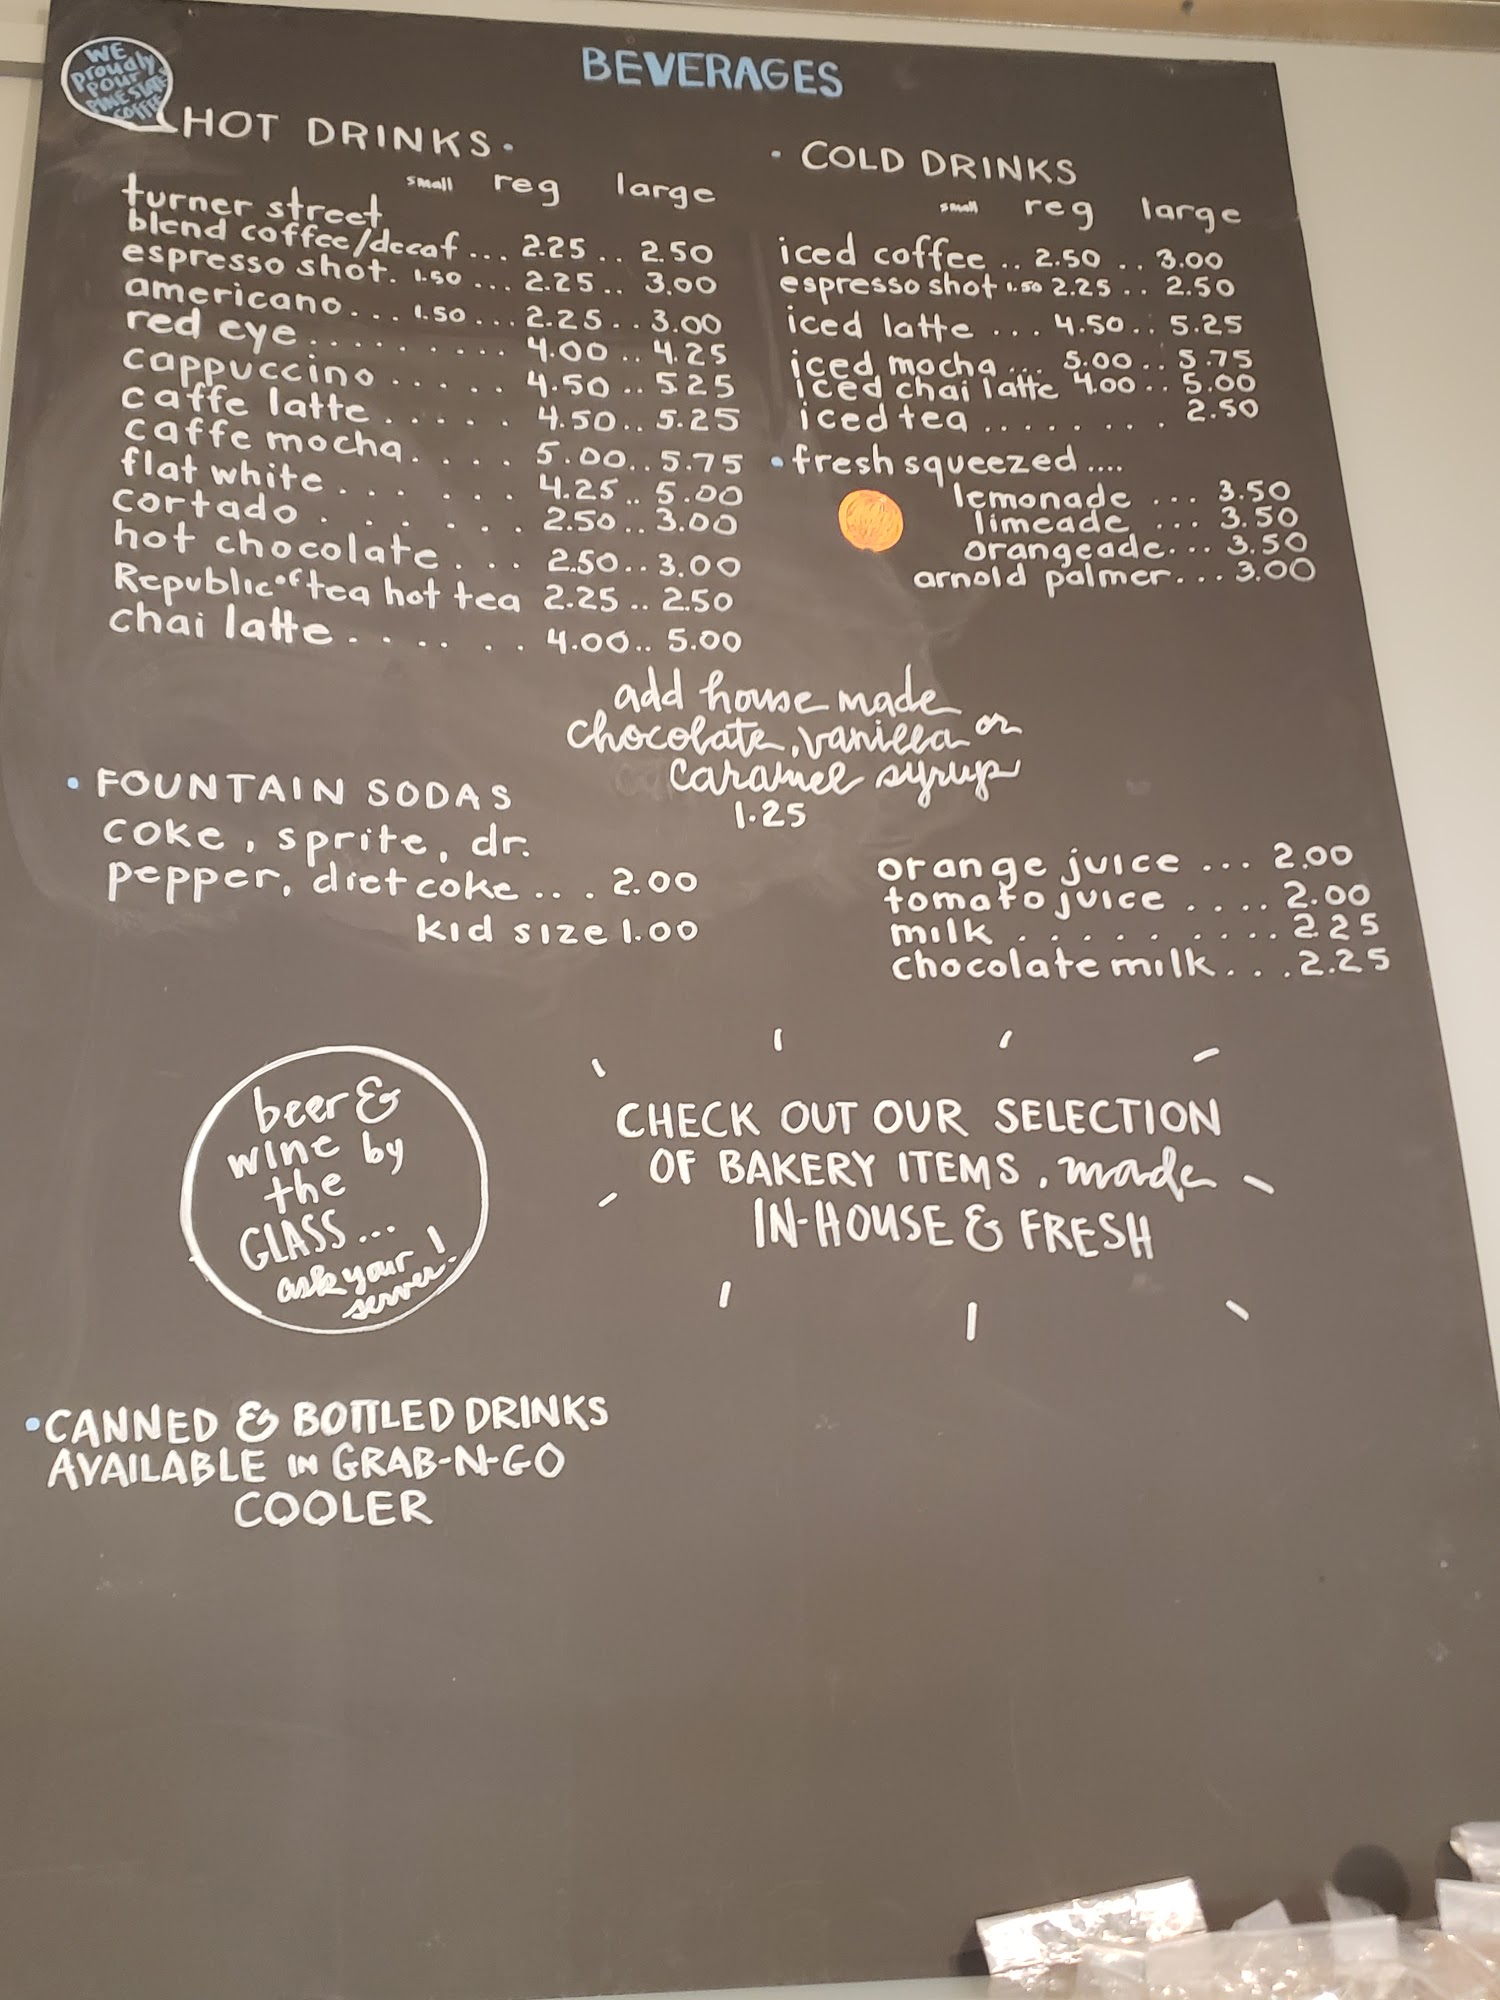 BEVERAGES
WE
proudly
pour
PINE STATE
COFFEE
HOT DRINKS
small reg large
turner street
blend coffee/decaf ... 2.25 .. 2.50
espresso shot. 1.50 ... 2.25 .. 3.00
americano ... 1.50 ... 2.25 .. 3.00
red eye ......... 4.00 .. 4.25
cappuccino ..... 4.50 .. 5.25
caffe latte ..... 4.50 .. 5.25
caffe mocha .... 5.00 .. 5.75
flat white ...... 4.25 .. 5.00
cortado ...... 2.50 .. 3.00
hot chocolate ... 2.50 .. 3.00
Republic of tea hot tea 2.25 .. 2.50
chai latte ...... 4.00 .. 5.00
• COLD DRINKS
small reg large
iced coffee .. 2.50 .. 3.00
espresso shot 1.50 2.25 .. 2.50
iced latte ... 4.50 .. 5.25
iced mocha ... 5.00 .. 5.75
iced chai latte 4.00 .. 5.00
iced tea ........ 2.50
• fresh squeezed ....
lemonade ... 3.50
limeade ... 3.50
orangeade ... 3.50
arnold palmer ... 3.00
add house made
chocolate, vanilla or
caramel syrup
1.25
• FOUNTAIN SODAS
coke, sprite, dr.
pepper, diet coke ... 2.00
kid size 1.00
orange juice ... 2.00
tomato juice .... 2.00
milk ......... 2 25
chocolate milk ... 2.25
beer &
wine by
the
GLASS...
ask your
server!
CHECK OUT OUR SELECTION
OF BAKERY ITEMS, made
IN-HOUSE & FRESH
• CANNED & BOTTLED DRINKS
AVAILABLE IN GRAB-N-GO
COOLER